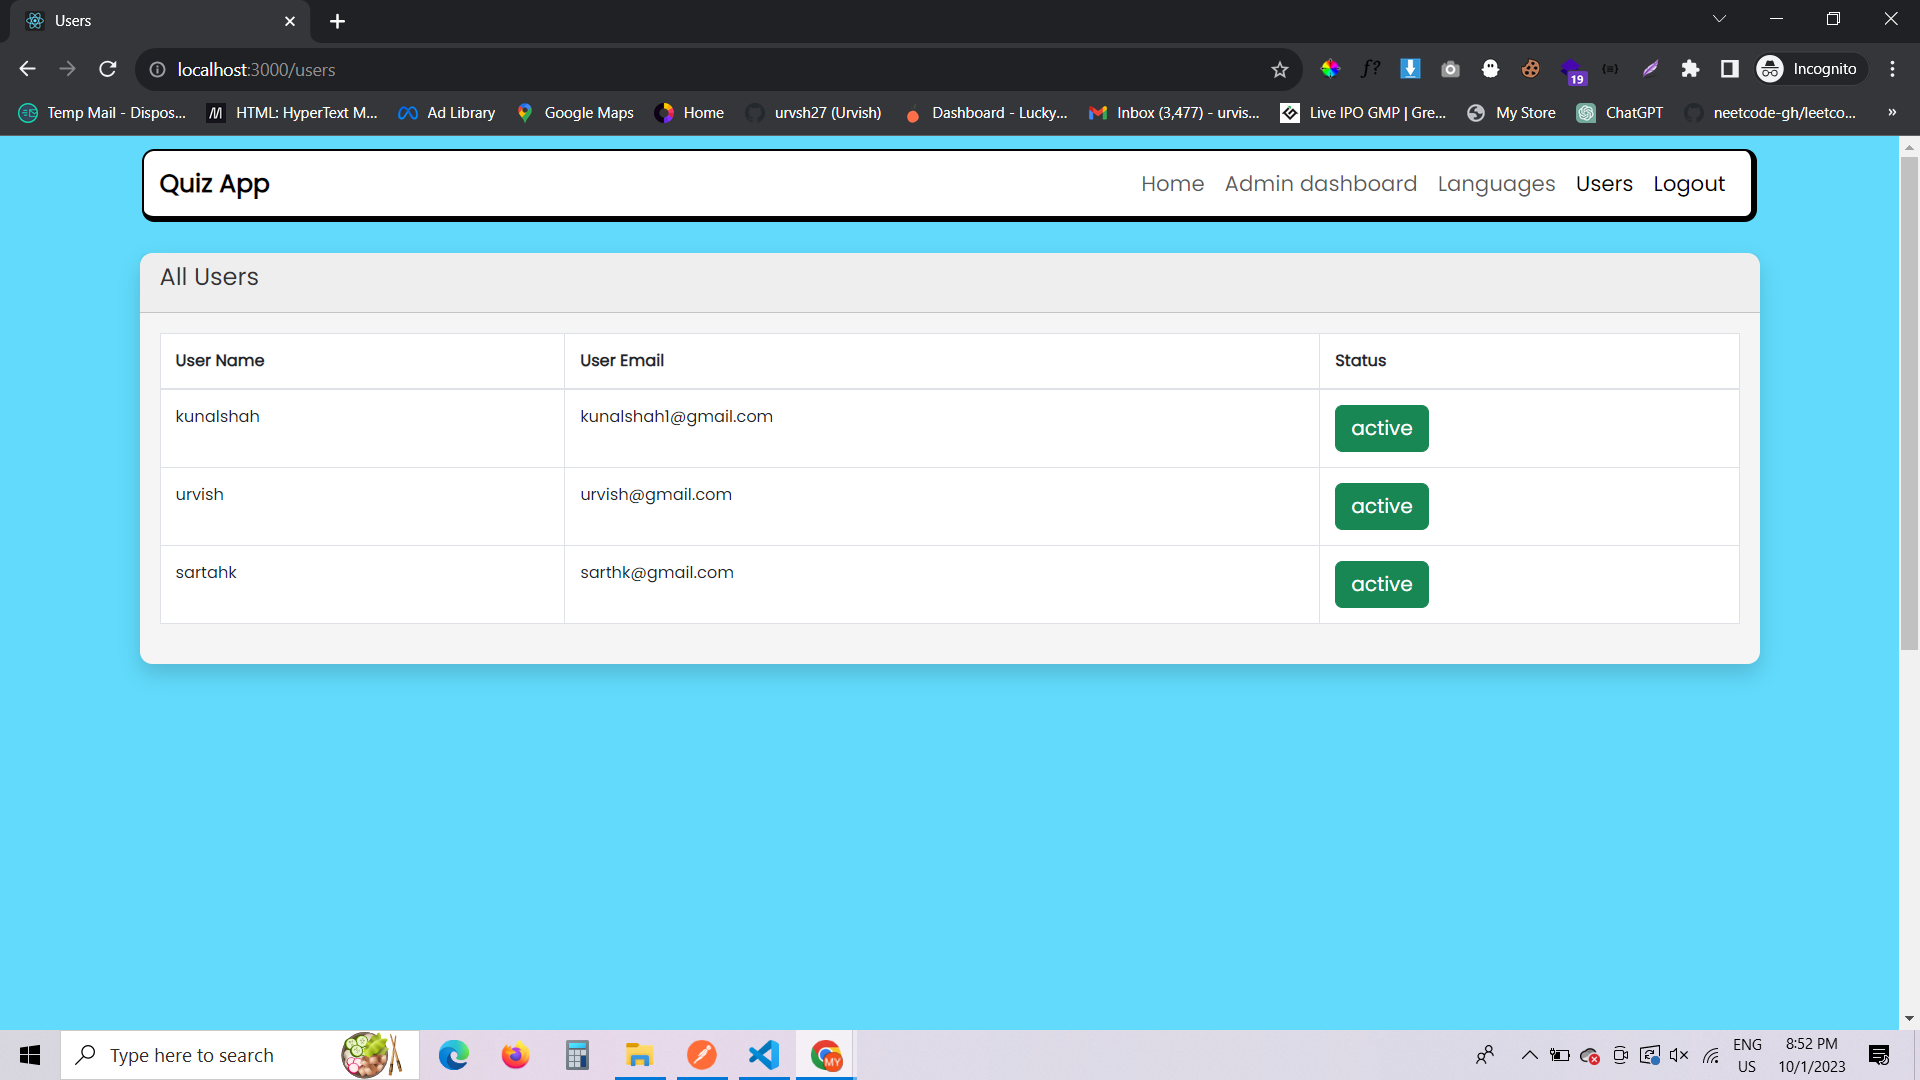 Users
localhost:3000/users
f?
19
Incognito
Temp Mail - Dispos...
HTML: HyperText M...
Ad Library
Google Maps
Home
urvsh27 (Urvish)
Dashboard - Lucky...
Inbox (3,477) - urvis...
Live IPO GMP | Gre...
My Store
ChatGPT
neetcode-gh/leetco...
»
Quiz App
Home Admin dashboard Languages Users Logout
All Users
User Name User Email Status
kunalshah kunalshah1@gmail.com active
urvish urvish@gmail.com active
sartahk sarthk@gmail.com active
Type here to search
MY
ENG
US
8:52 PM
10/1/2023